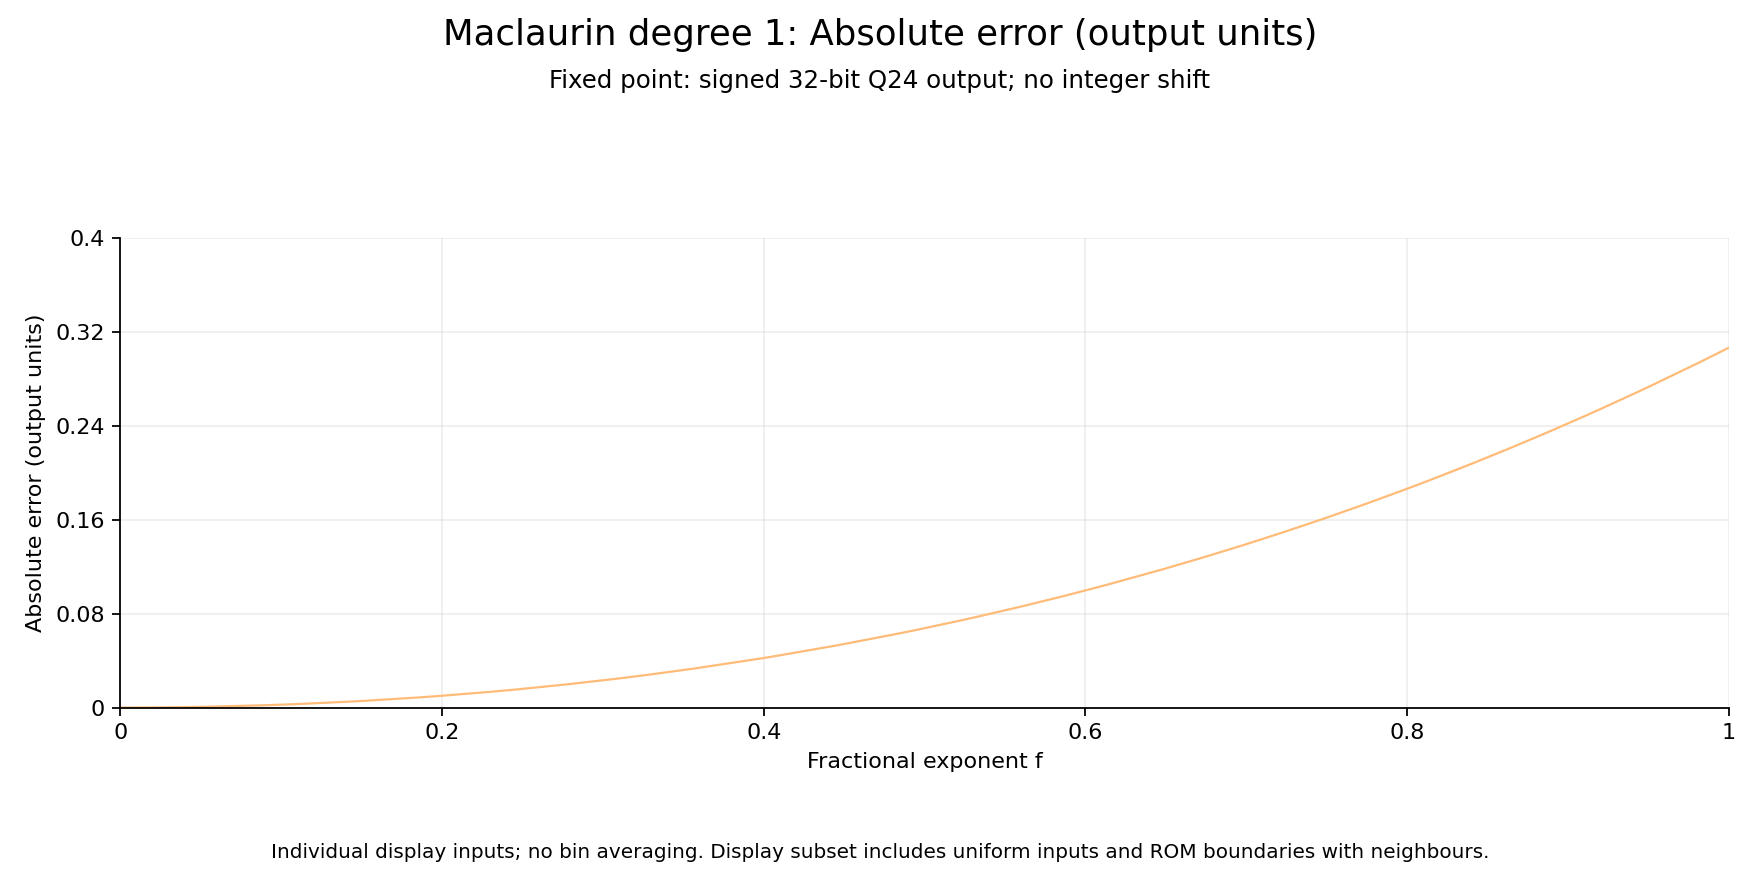 Maclaurin degree 1: Absolute error (output units)
Fixed point: signed 32-bit Q24 output; no integer shift
Absolute error (output units)
0.4
0.32
0.24
0.16
0.08
0
0 0.2 0.4 0.6 0.8 1
Fractional exponent f
Individual display inputs; no bin averaging. Display subset includes uniform inputs and ROM boundaries with neighbours.